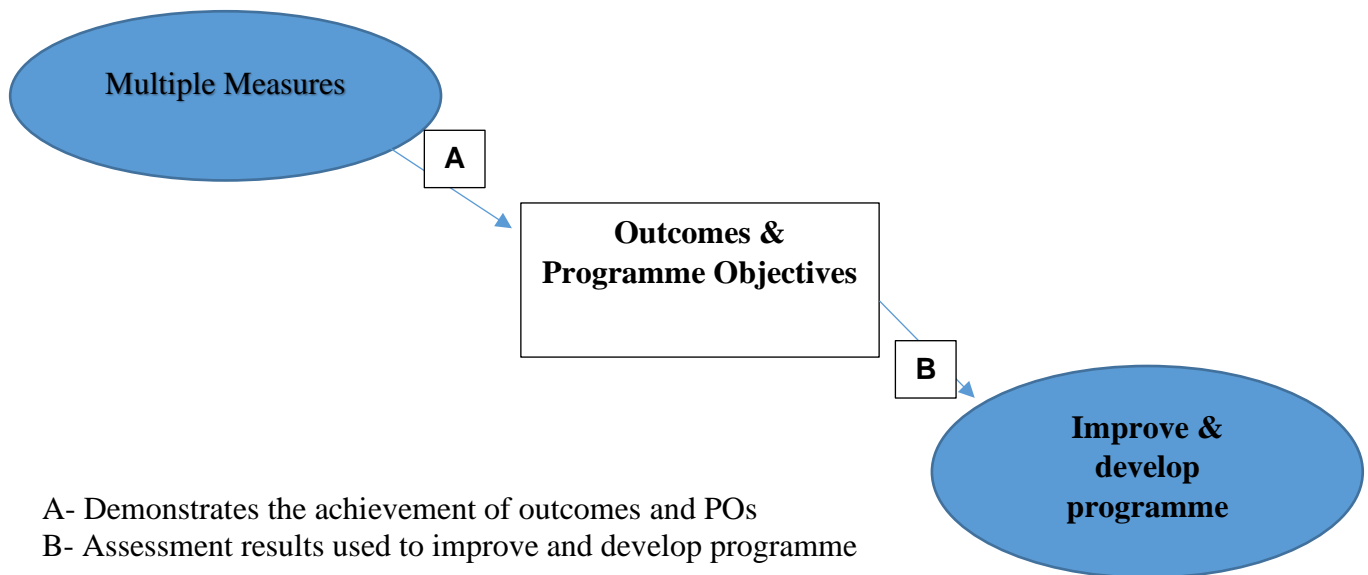 Multiple Measures
A
Outcomes &
Programme Objectives
B
Improve &
develop
programme
A- Demonstrates the achievement of outcomes and POs
B- Assessment results used to improve and develop programme